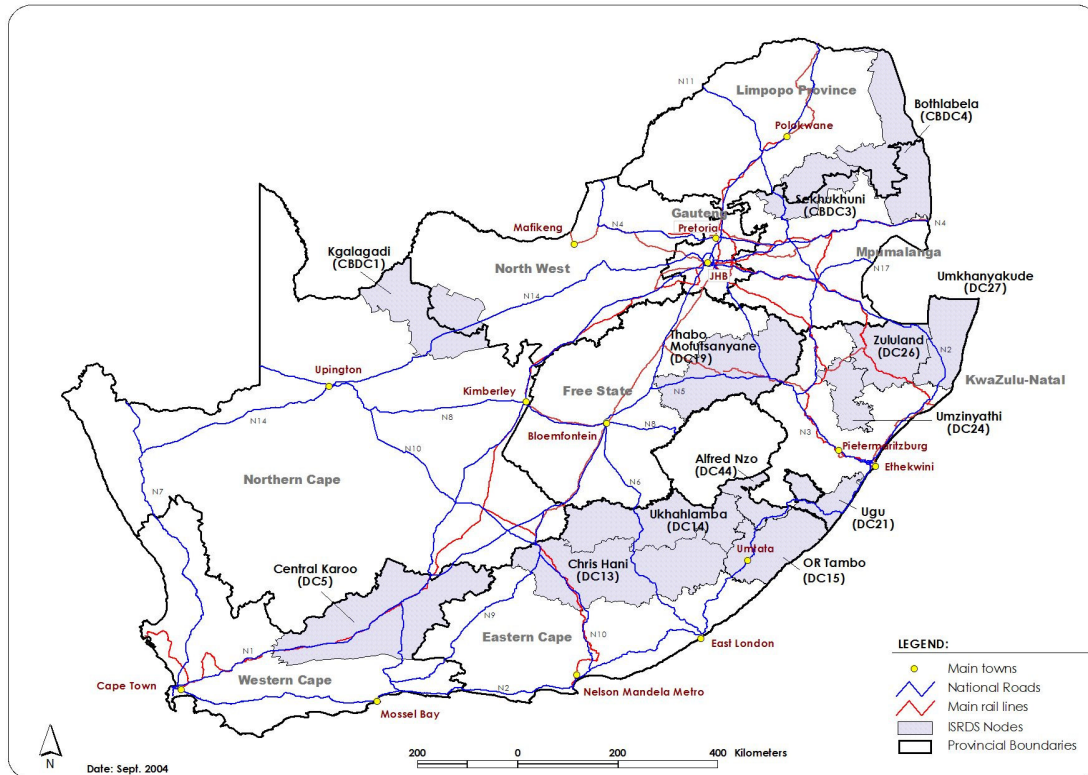 N11
Limpopo Province
Bothlabela
(CBDC4)
Polokwane
Sekhukhuni
(CBDC3)
Gauteng
N4
Pretoria
N4
Mafikeng
Mpumalanga
Kgalagadi
(CBDC1)
North West
N17
JHB
Umkhanyakude
(DC27)
N14
Thabo
Mofutsanyane
(DC19)
Zululand
(DC26)
N2
Upington
KwaZulu-Natal
Kimberley
Free State
N5
N8
Umzinyathi
(DC24)
N14
Bloemfontein
N8
N3
Pietermaritzburg
N10
Alfred Nzo
(DC44)
Ethekwini
Northern Cape
N6
N7
Ukhahlamba
(DC14)
Ugu
(DC21)
Umtata
Central Karoo
(DC5)
Chris Hani
(DC13)
OR Tambo
(DC15)
N9
Eastern Cape
N10
East London
N1
Western Cape
Cape Town
N2
Nelson Mandela Metro
Mossel Bay
LEGEND:
Main towns
National Roads
Main rail lines
ISRDS Nodes
Provincial Boundaries
N
Date: Sept. 2004
200 0 200 400 Kilometers